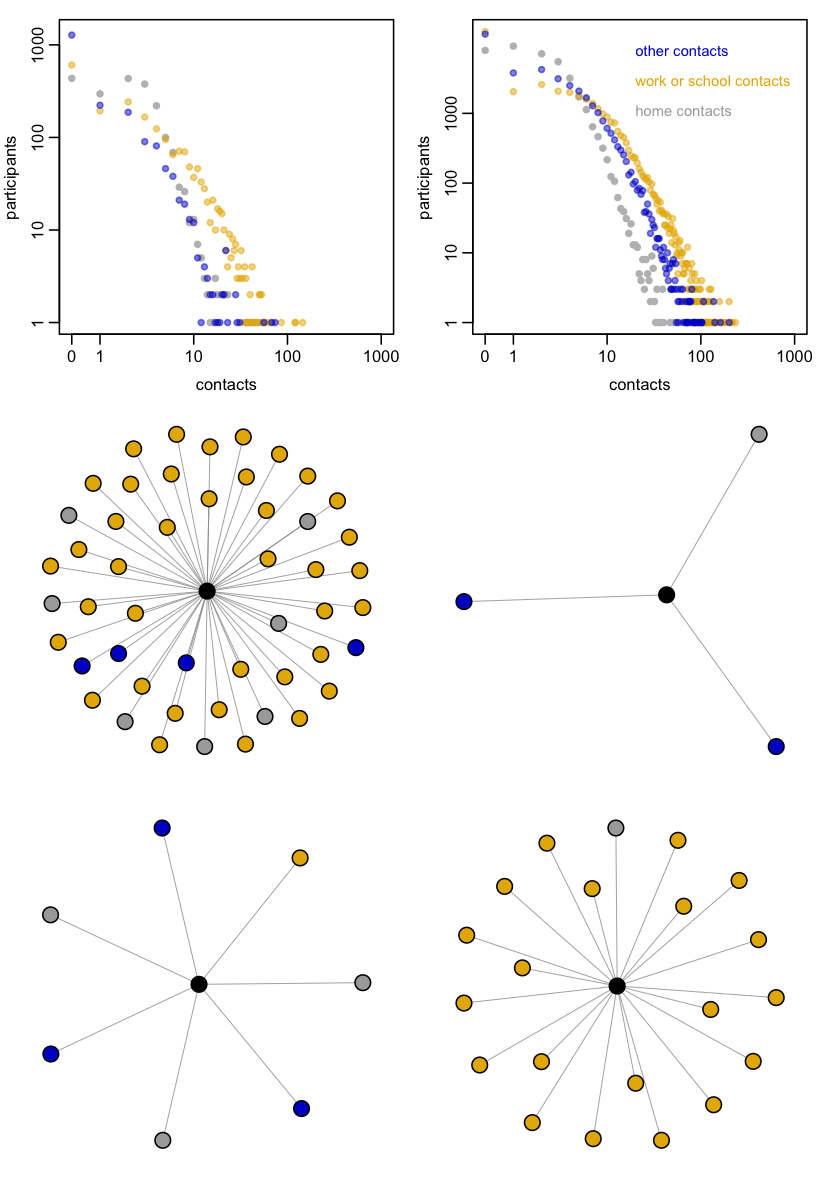 1000
100
10
1
participants
0 1 10 100 1000
contacts
other contacts
work or school contacts
home contacts
1000
100
10
1
participants
0 1 10 100 1000
contacts